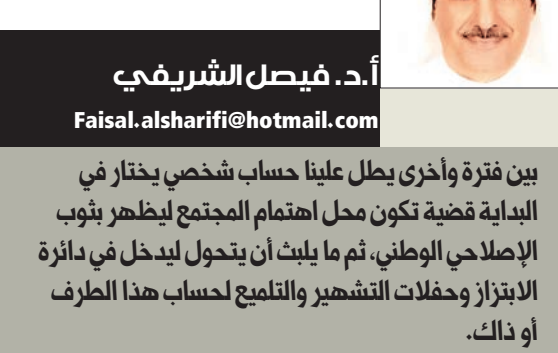 أ.د. فيصل الشريفي
Faisal.alsharifi@hotmail.com
بين فترة وأخرى يطل علينا حساب شخصي يختار في
البداية قضية تكون محل اهتمام المجتمع ليظهر بثوب
الإصلاحي الوطني، ثم ما يلبث أن يتحول ليدخل في دائرة
الابتزاز وحفلات التشهير والتلميع لحساب هذا الطرف
أو ذاك.